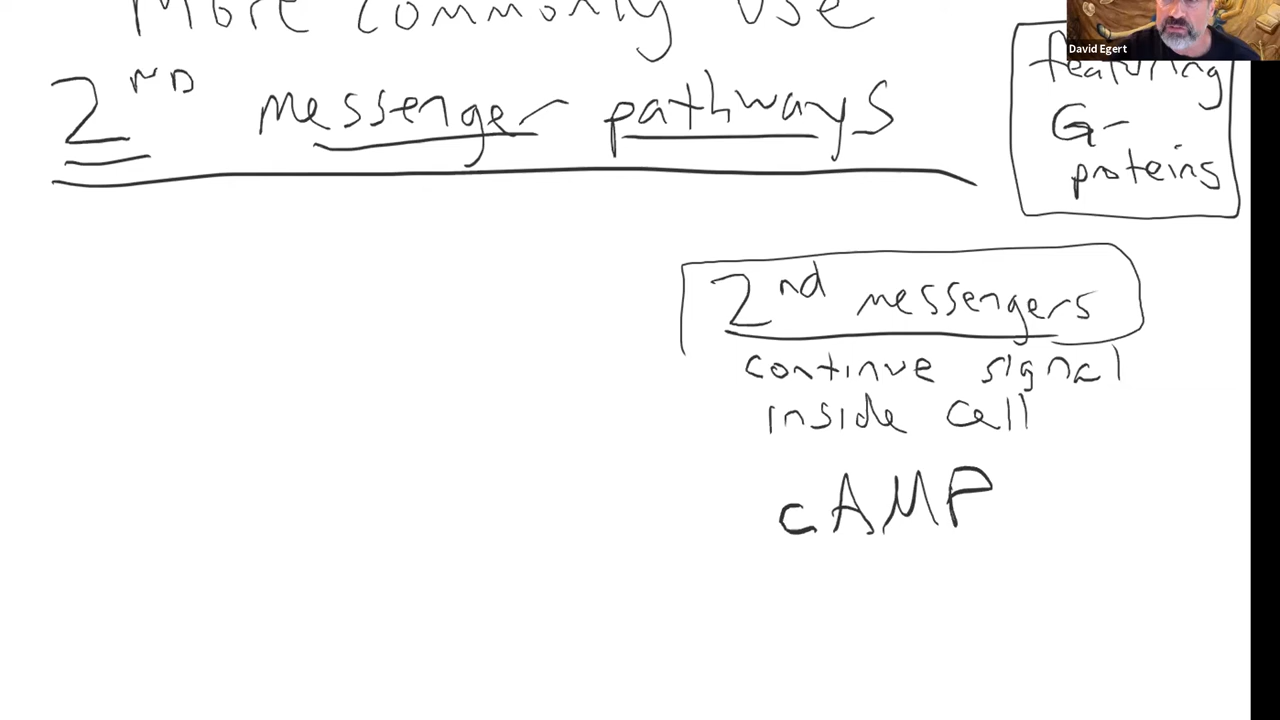 More commonly use
2ND messenger pathways
David Egert
featuring
G-
proteins
2nd messengers
continue signal
inside cell
cAMP